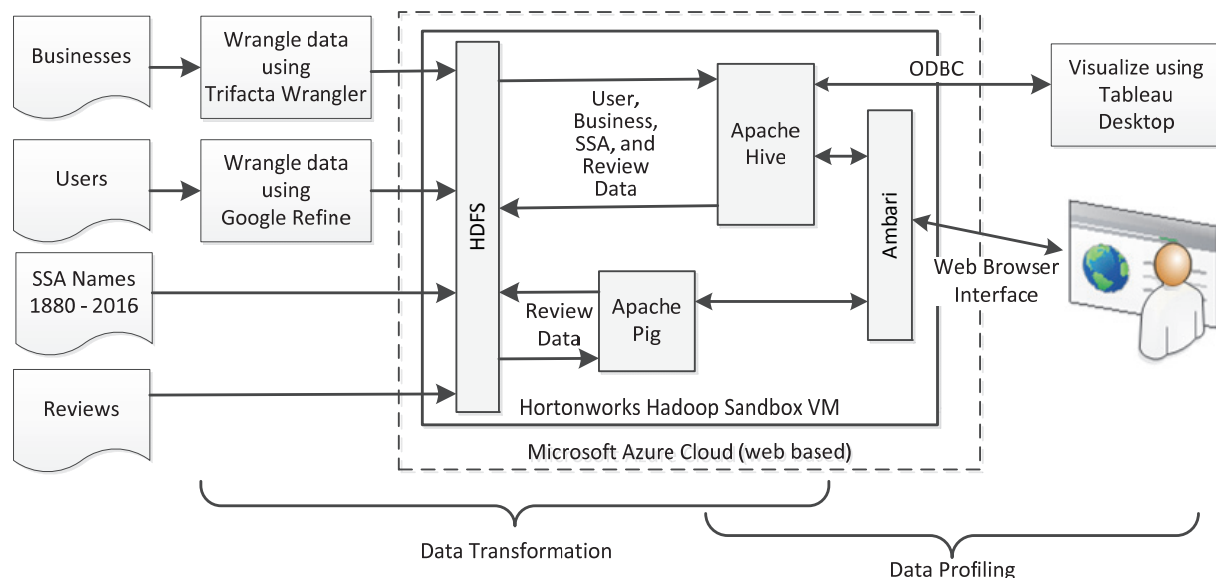 Businesses
Wrangle data
using
Trifacta Wrangler
Users
Wrangle data
using
Google Refine
SSA Names
1880 - 2016
Reviews
HDFS
User,
Business,
SSA, and
Review
Data
Apache
Hive
Review
Data
Apache
Pig
Ambari
ODBC
Visualize using
Tableau
Desktop
Web Browser
Interface
Hortonworks Hadoop Sandbox VM
Microsoft Azure Cloud (web based)
Data Transformation
Data Profiling